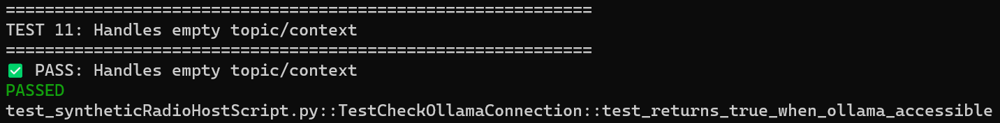 ============================================================
TEST 11: Handles empty topic/context
============================================================
✅ PASS: Handles empty topic/context
PASSED
test_syntheticRadioHostScript.py::TestCheckOllamaConnection::test_returns_true_when_ollama_accessible